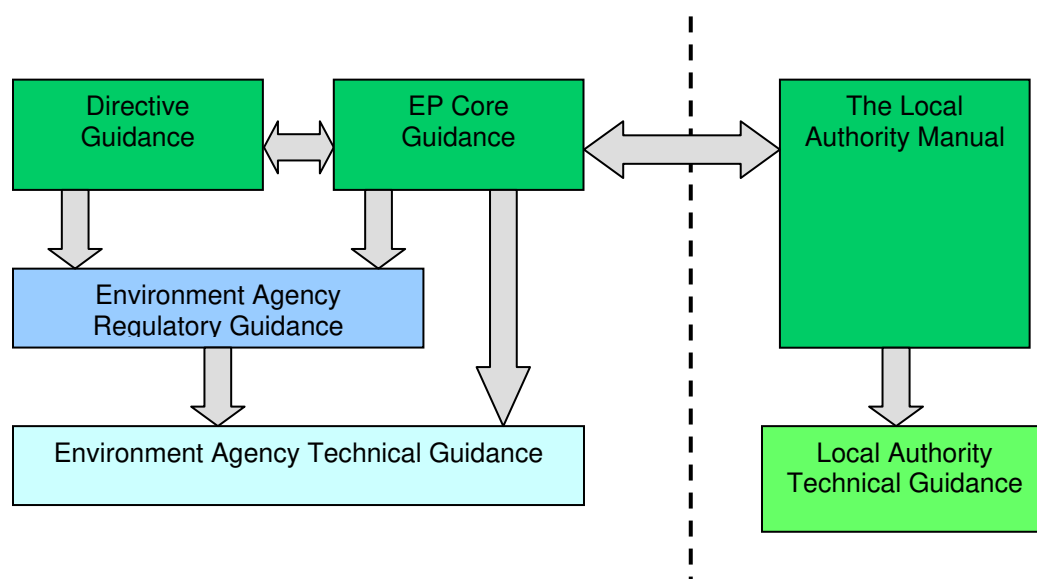 Directive
Guidance
EP Core
Guidance
The Local
Authority Manual
Environment Agency
Regulatory Guidance
Environment Agency Technical Guidance
Local Authority
Technical Guidance